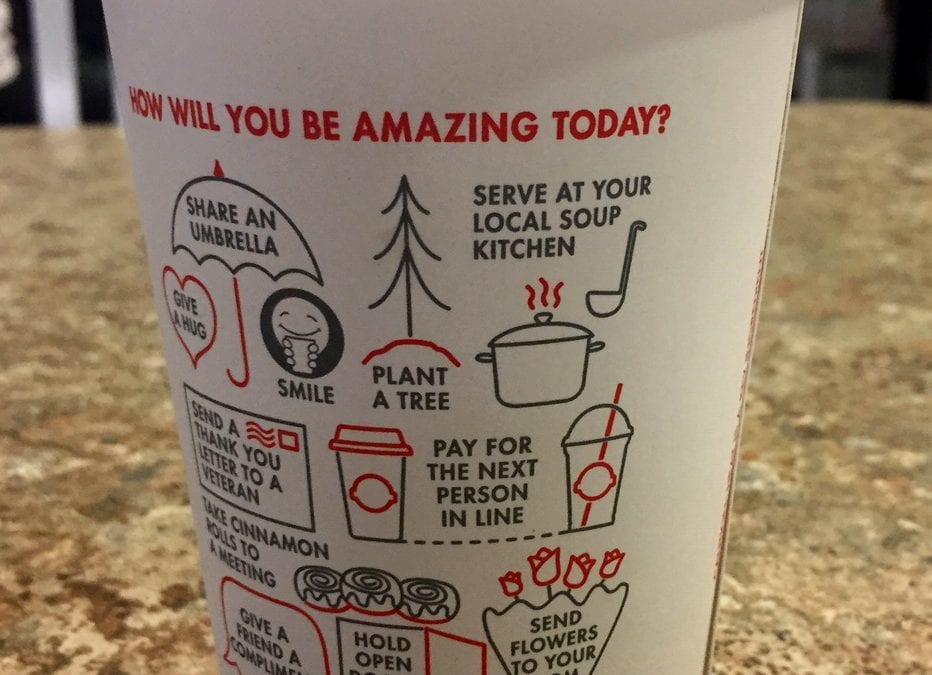 HOW WILL YOU BE AMAZING TODAY?
SHARE AN
UMBRELLA
GIVE
A HUG
SMILE
PLANT
A TREE
SERVE AT YOUR
LOCAL SOUP
KITCHEN
SEND A
THANK YOU
LETTER TO A
VETERAN
PAY FOR
THE NEXT
PERSON
IN LINE
TAKE CINNAMON
ROLLS TO
A MEETING
GIVE A
FRIEND A
COMPLIMENT
HOLD
OPEN
SEND
FLOWERS
TO YOUR